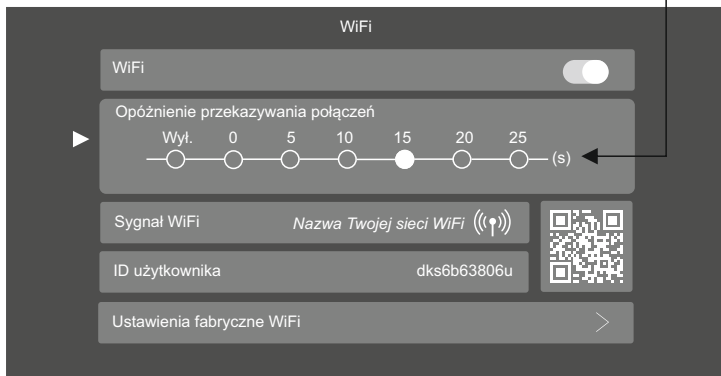 WiFi
WiFi
Opóźnienie przekazywania połączeń
Wył. 0 5 10 15 20 25
(s)
Sygnał WiFi Nazwa Twojej sieci WiFi
ID użytkownika dks6b63806u
Ustawienia fabryczne WiFi